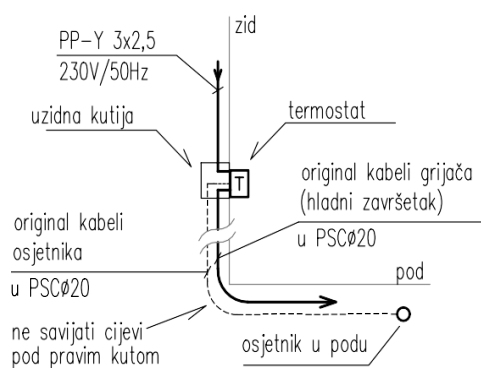 zid
PP-Y 3x2,5
230V/50Hz
uzidna kutija
termostat
T
original kabeli grijača
(hladni završetak)
u PSCø20
original kabeli
osjetnika
u PSCø20
pod
ne savijati cijevi
pod pravim kutom
osjetnik u podu